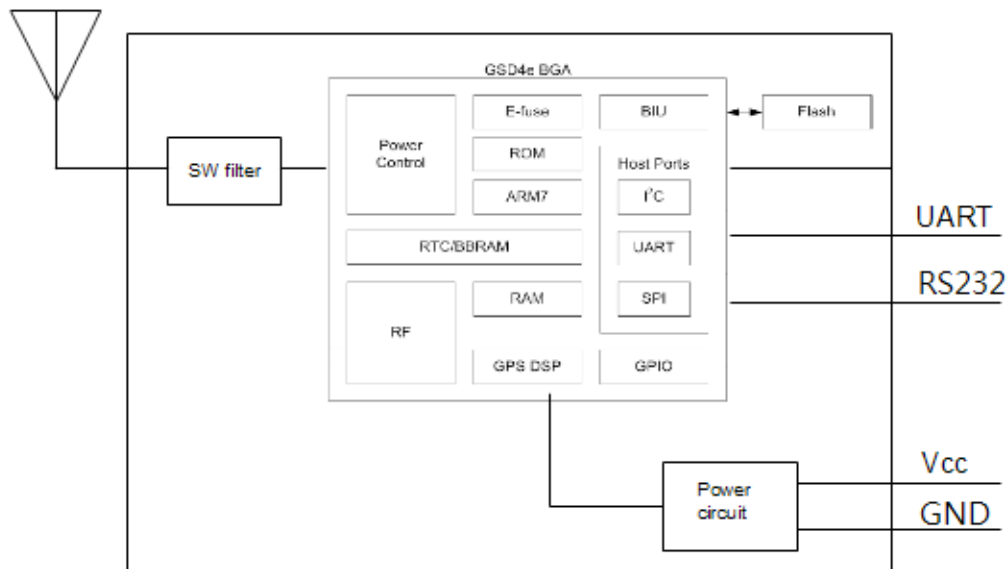 GSD4e BGA
Power
Control
E-fuse
BIU
Flash
ROM
ARM7
Host Ports
I²C
SW filter
RTC/BBRAM
UART
UART
RF
RAM
SPI
RS232
GPS DSP
GPIO
Power
circuit
Vcc
GND